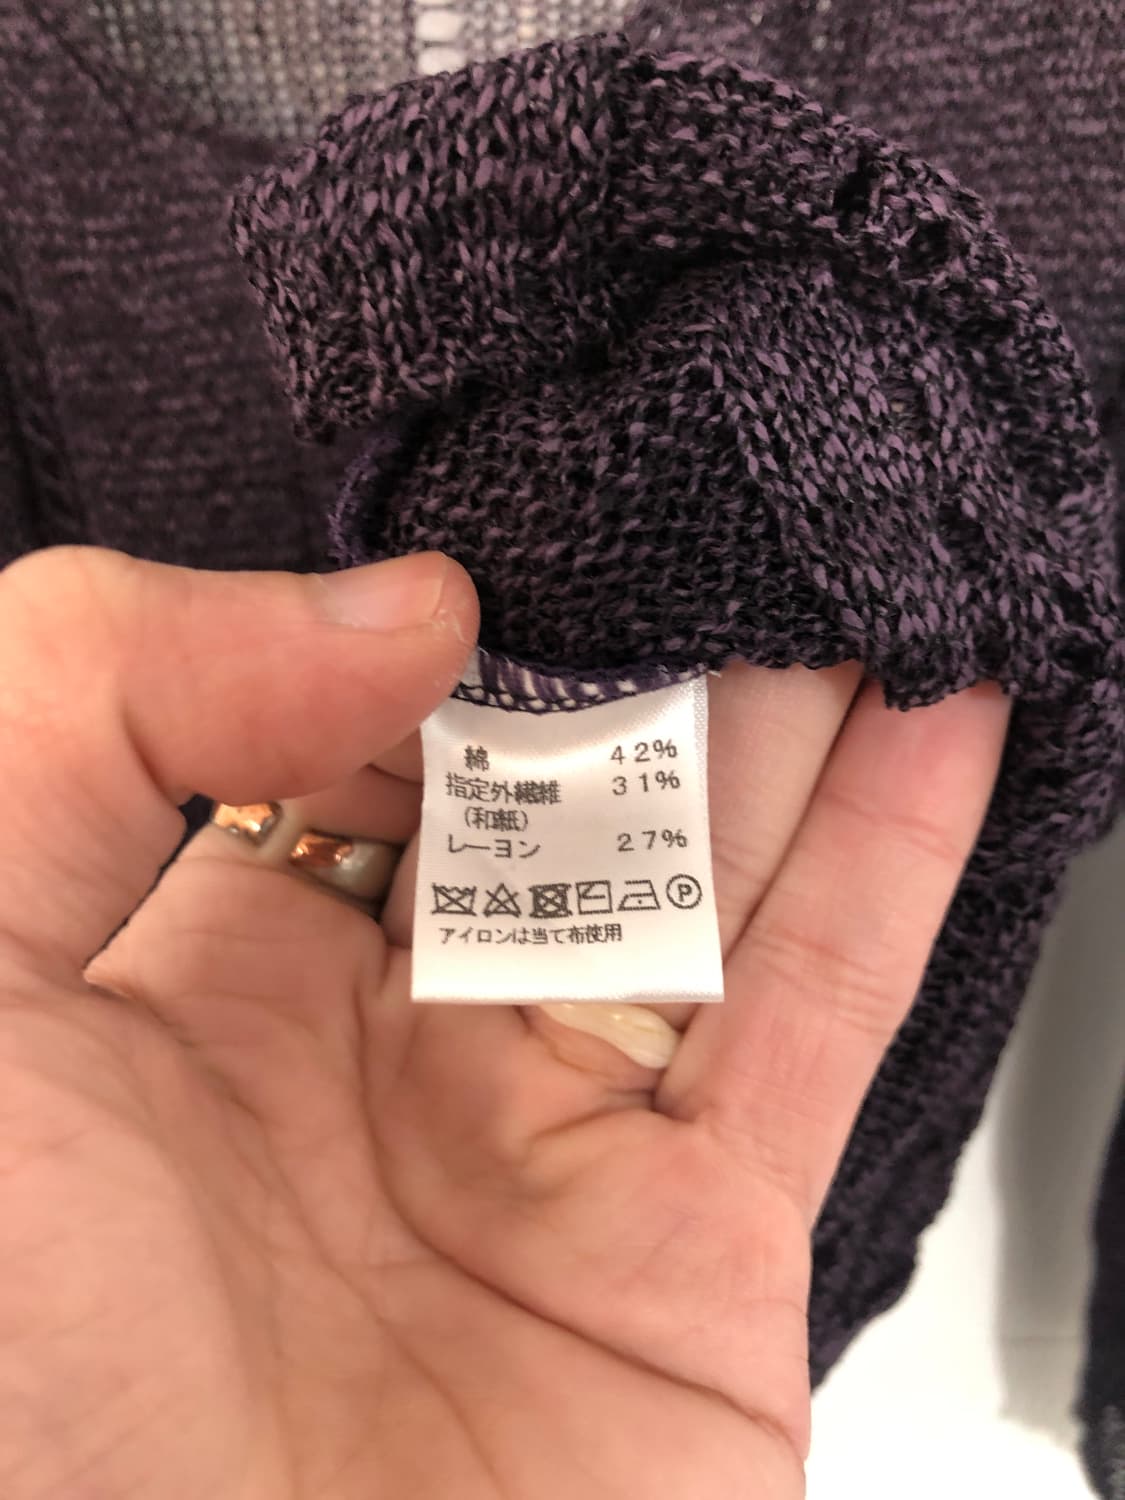 綿 42%
指定外繊維 31%
(和紙)
レーヨン 27%
P
アイロンは当て布使用